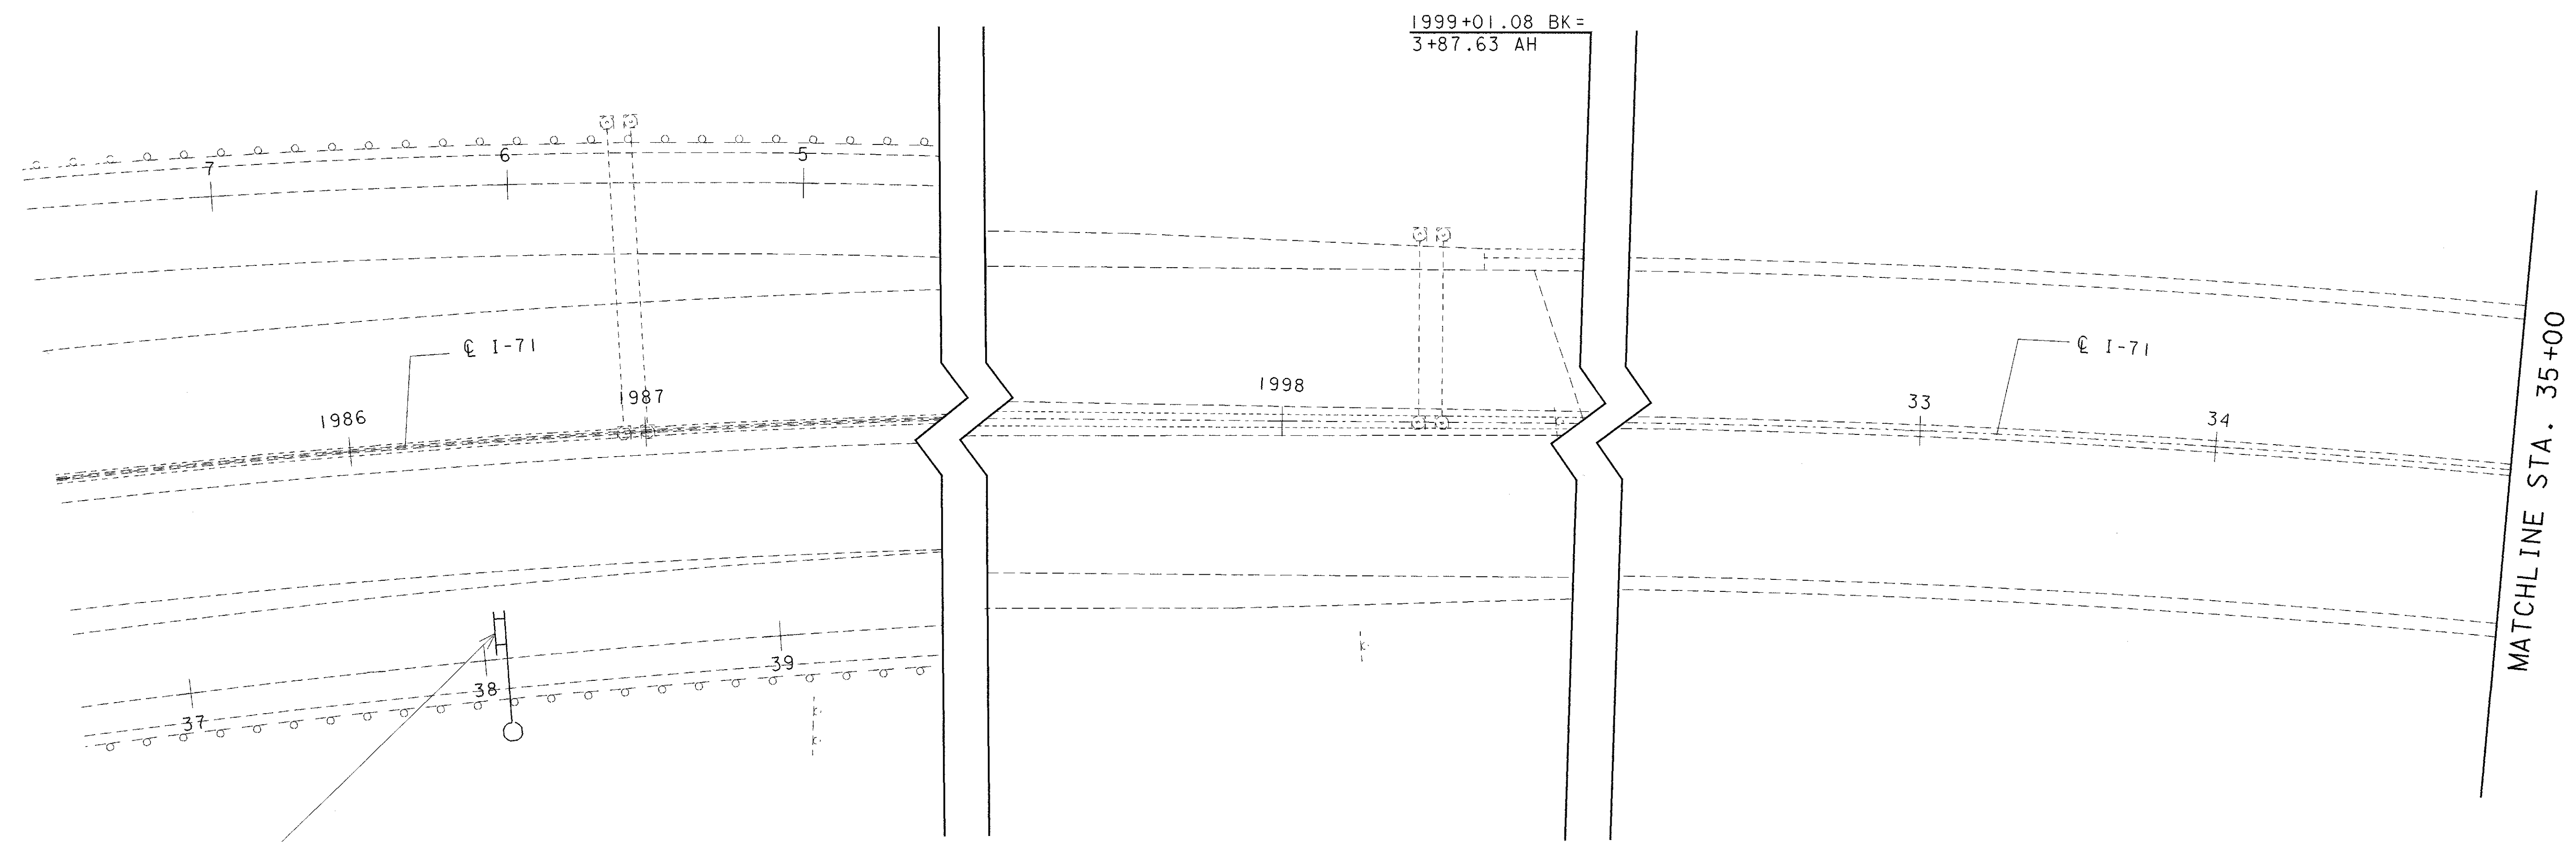 1999+01.08 BK=
3+87.63 AH
7
6
5
℄ I-71
1986
1987
1998
℄ I-71
33
34
37
38
39
MATCHLINE STA. 35+00